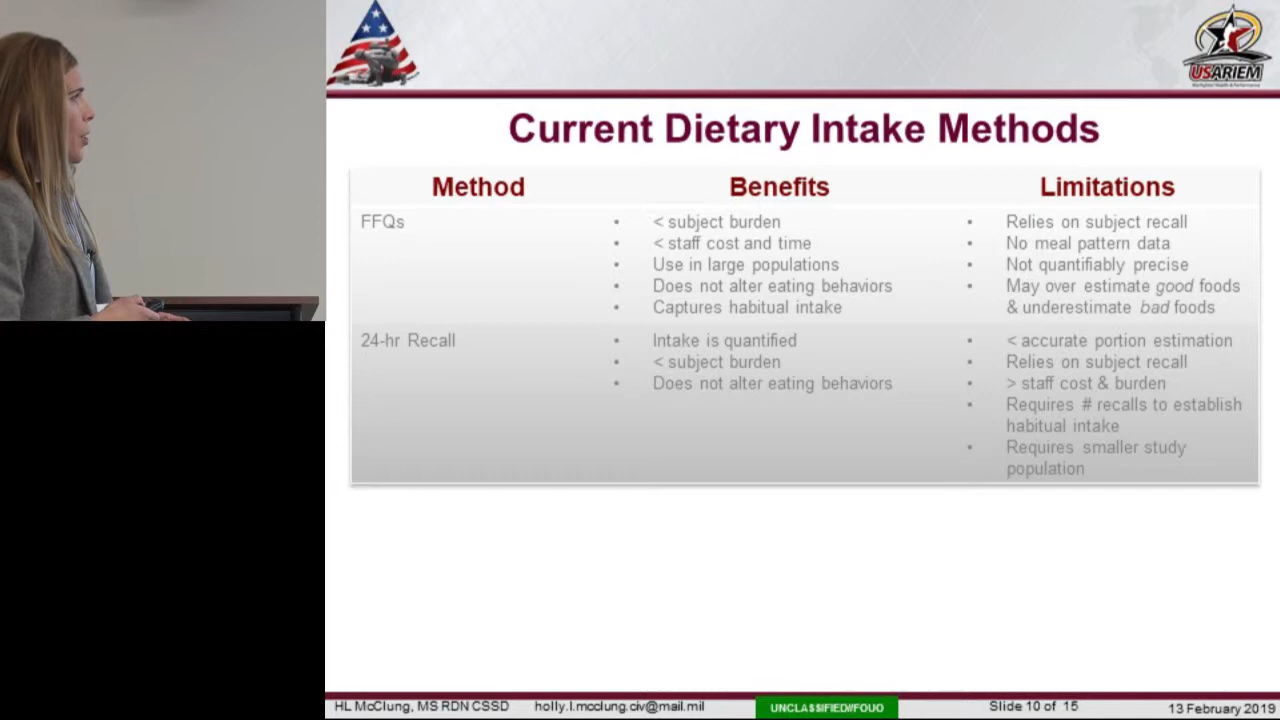 USARIEM
Current Dietary Intake Methods
Method Benefits Limitations
FFQs
• < subject burden
• < staff cost and time
• Use in large populations
• Does not alter eating behaviors
• Captures habitual intake
• Relies on subject recall
• No meal pattern data
• Not quantifiably precise
• May over estimate good foods
& underestimate bad foods
24-hr Recall
• Intake is quantified
• < subject burden
• Does not alter eating behaviors
• < accurate portion estimation
• Relies on subject recall
• > staff cost & burden
• Requires # recalls to establish
habitual intake
• Requires smaller study
population
HL McClung, MS RDN CSSD holly.l.mcclung.civ@mail.mil UNCLASSIFIED//FOUO Slide 10 of 15 13 February 2019